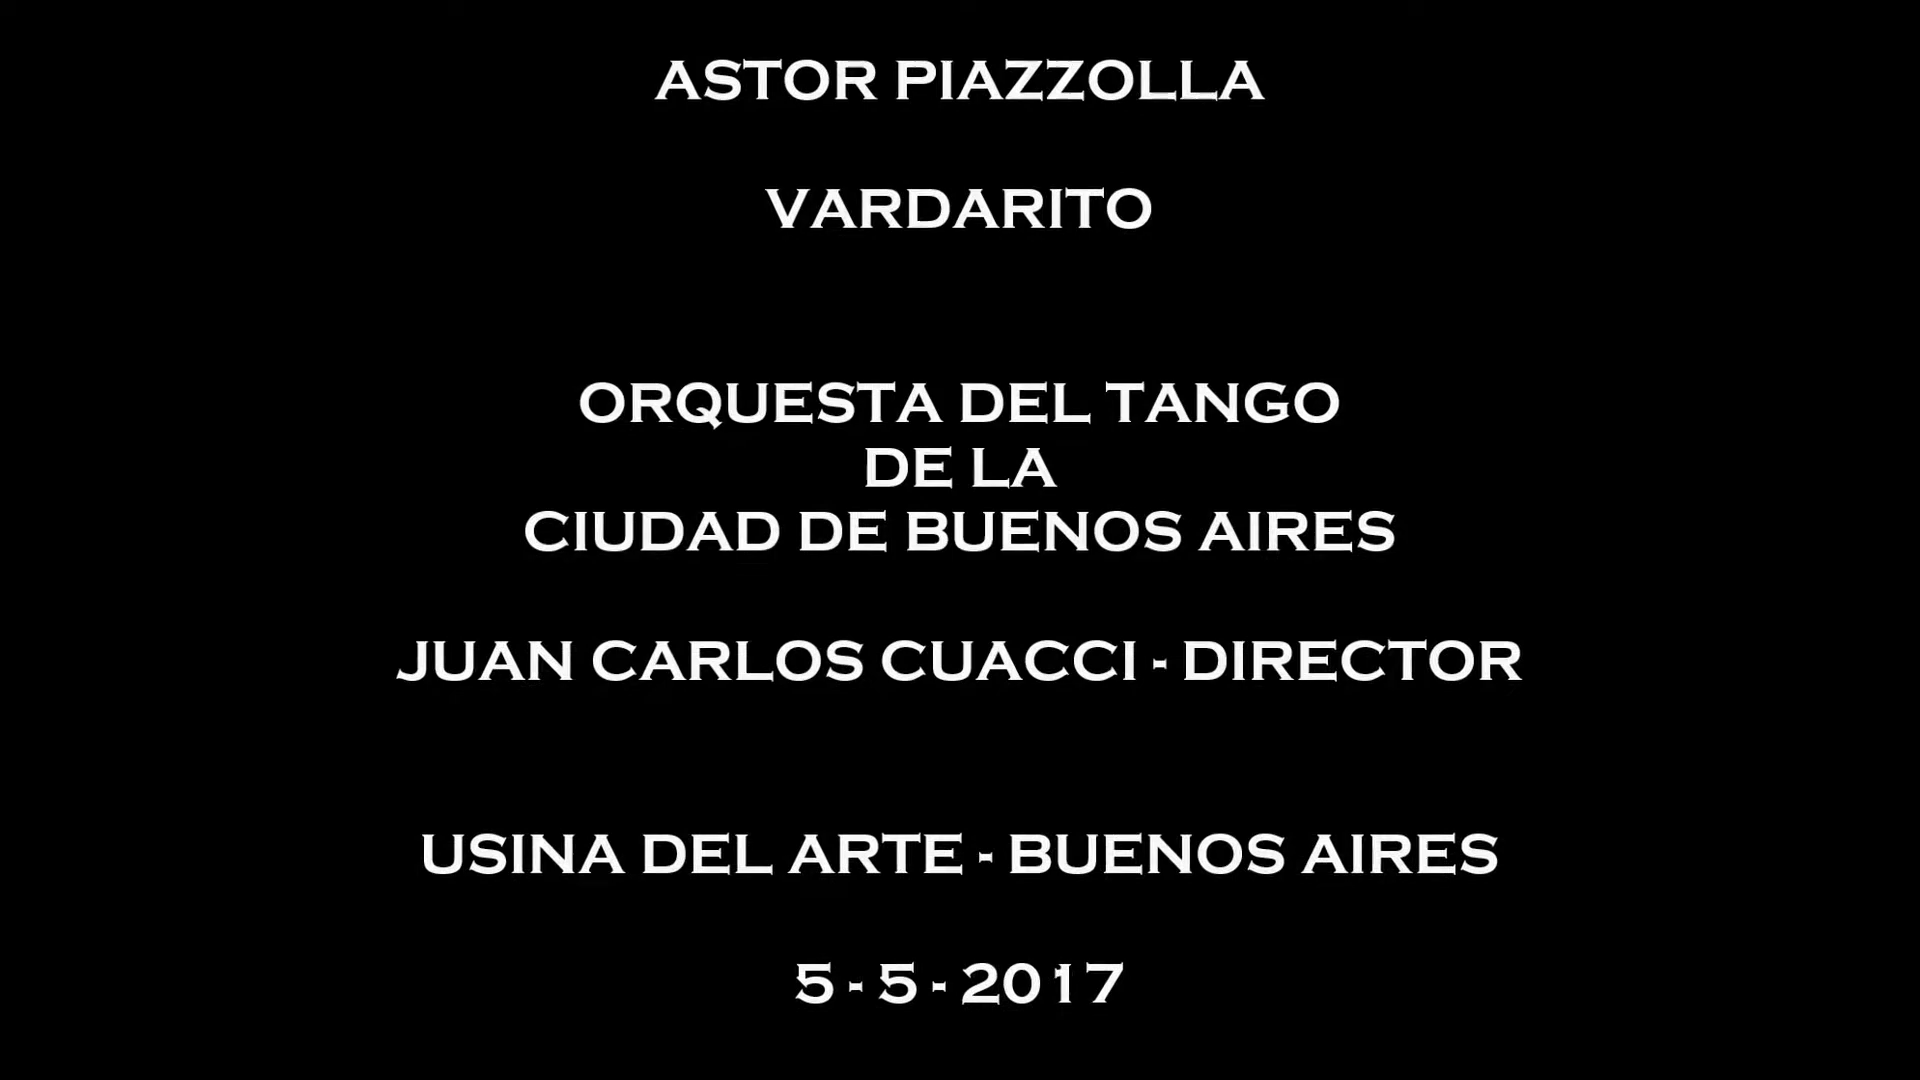 ASTOR PIAZZOLLA
VARDARITO
ORQUESTA DEL TANGO
DE LA
CIUDAD DE BUENOS AIRES
JUAN CARLOS CUACCI - DIRECTOR
USINA DEL ARTE - BUENOS AIRES
5 - 5 - 2017